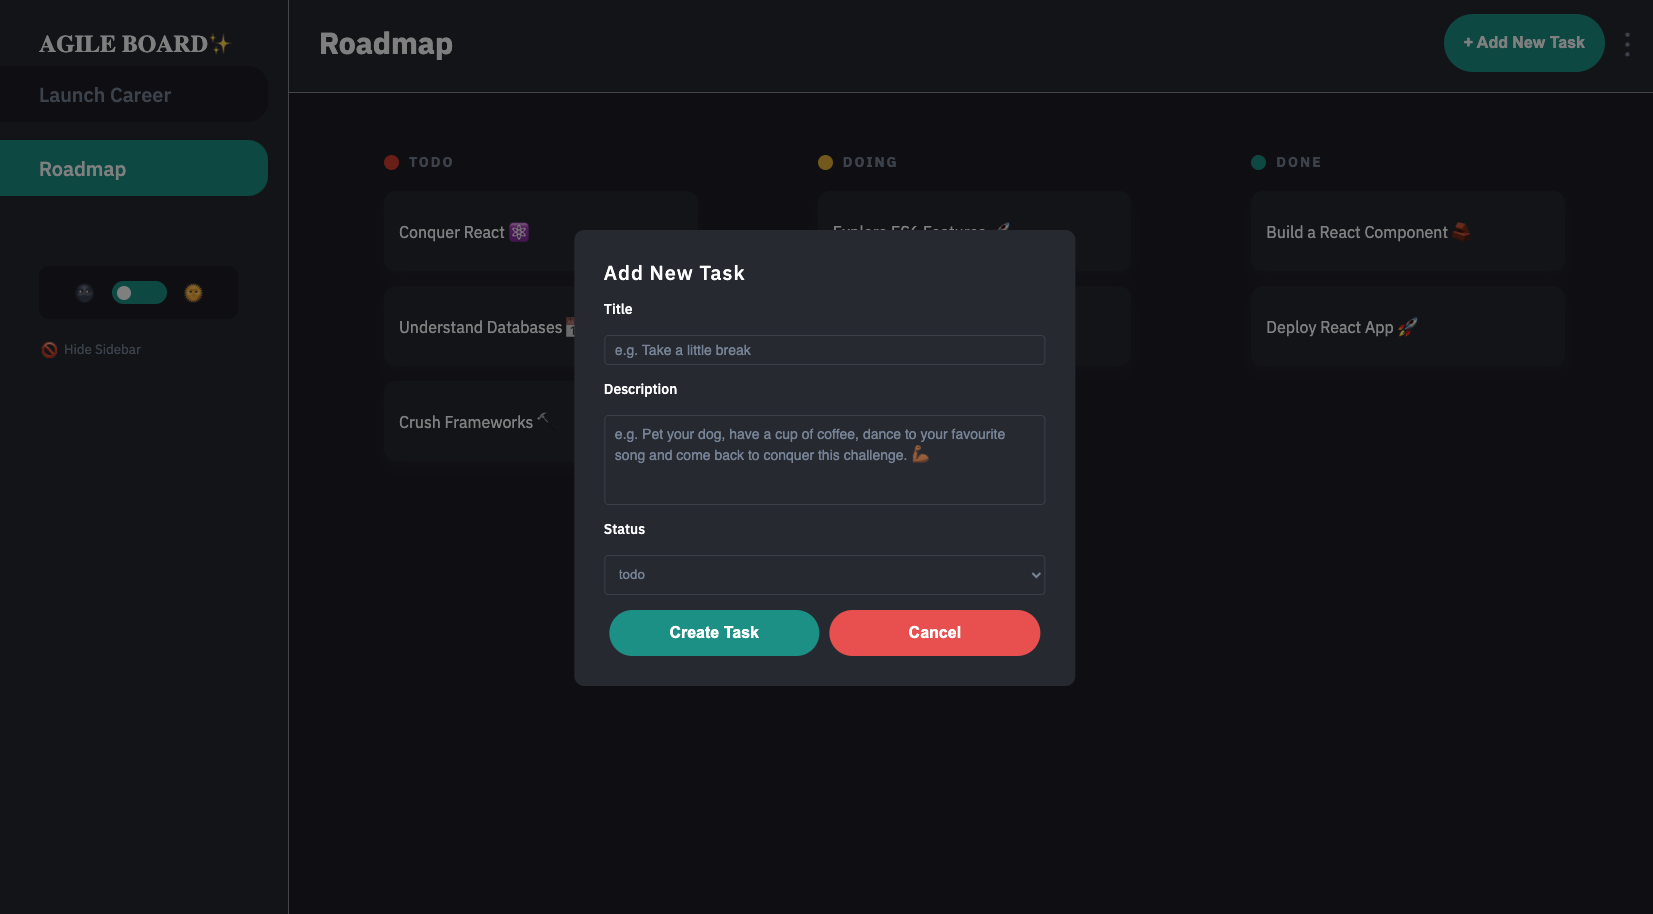 AGILE BOARD✨
Launch Career
Roadmap
Hide Sidebar
Roadmap
+ Add New Task
TODO
Conquer React ⚛️
Understand Databases
Crush Frameworks
DOING
Explore ES6 Features 🚀
DONE
Build a React Component
Deploy React App 🚀
Add New Task
Title
e.g. Take a little break
Description
e.g. Pet your dog, have a cup of coffee, dance to your favourite
song and come back to conquer this challenge. 💪🏾
Status
todo
Create Task
Cancel